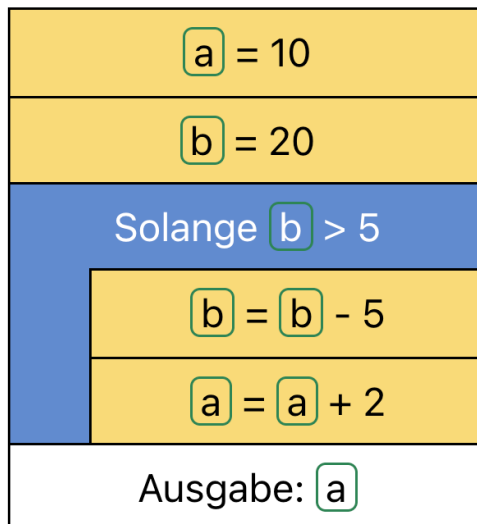 a = 10
b = 20
Solange b > 5
b = b - 5
a = a + 2
Ausgabe: a